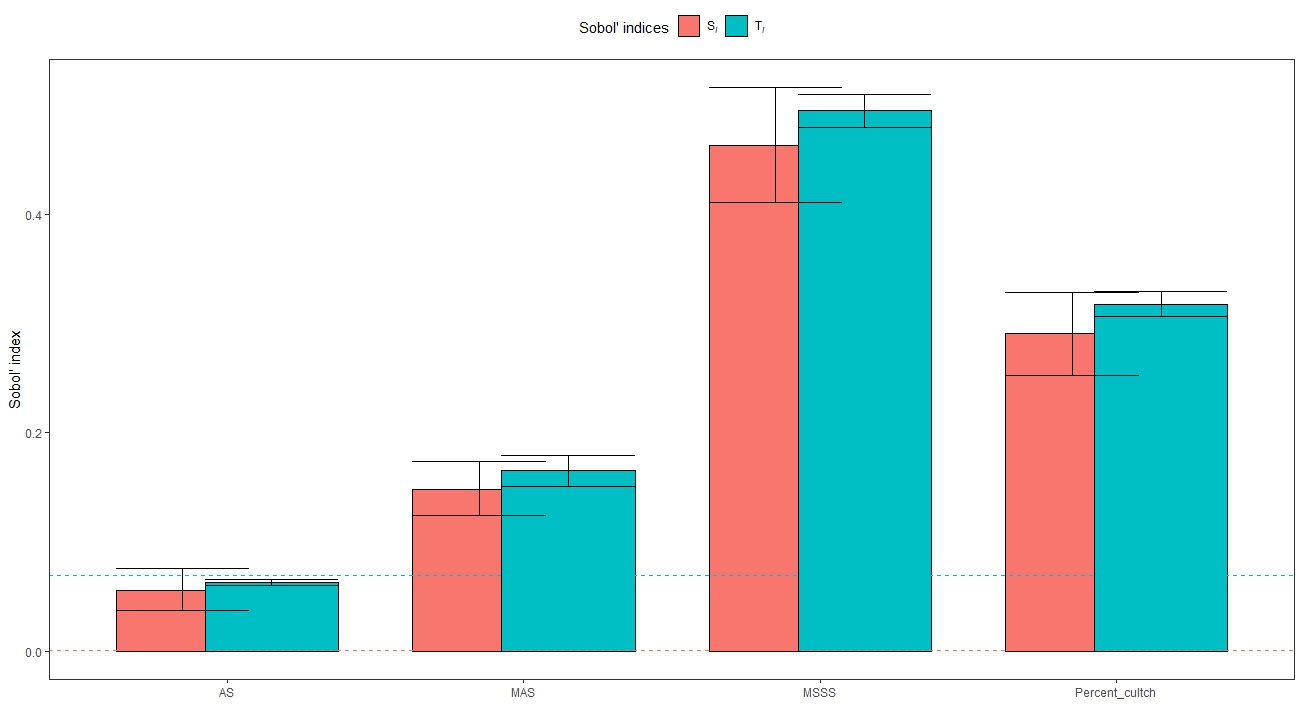 Sobol' indices Si Ti
Sobol' index
0.4
0.2
0.0
AS MAS MSSS Percent_cultch